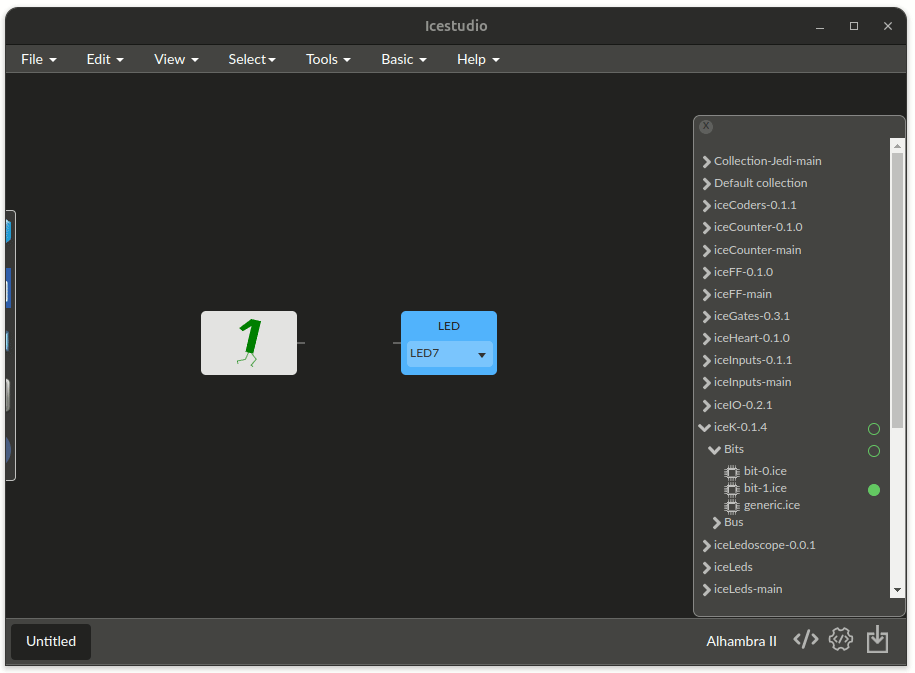 Icestudio
File Edit View Select Tools Basic Help
X
Collection-Jedi-main
Default collection
iceCoders-0.1.1
iceCounter-0.1.0
iceCounter-main
iceFF-0.1.0
iceFF-main
iceGates-0.3.1
iceHeart-0.1.0
iceInputs-0.1.1
iceInputs-main
iceIO-0.2.1
iceK-0.1.4
Bits
bit-0.ice
bit-1.ice
generic.ice
Bus
iceLedoscope-0.0.1
iceLeds
iceLeds-main
1
LED
LED7
Untitled
Alhambra II